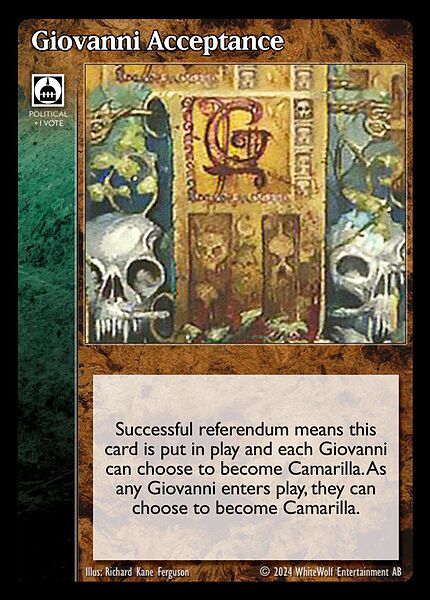 Giovanni Acceptance
POLITICAL
+1 VOTE
G
Successful referendum means this
card is put in play and each Giovanni
can choose to become Camarilla. As
any Giovanni enters play, they can
choose to become Camarilla.
Illus: Richard Kane Ferguson
© 2024 WhiteWolf Entertainment AB